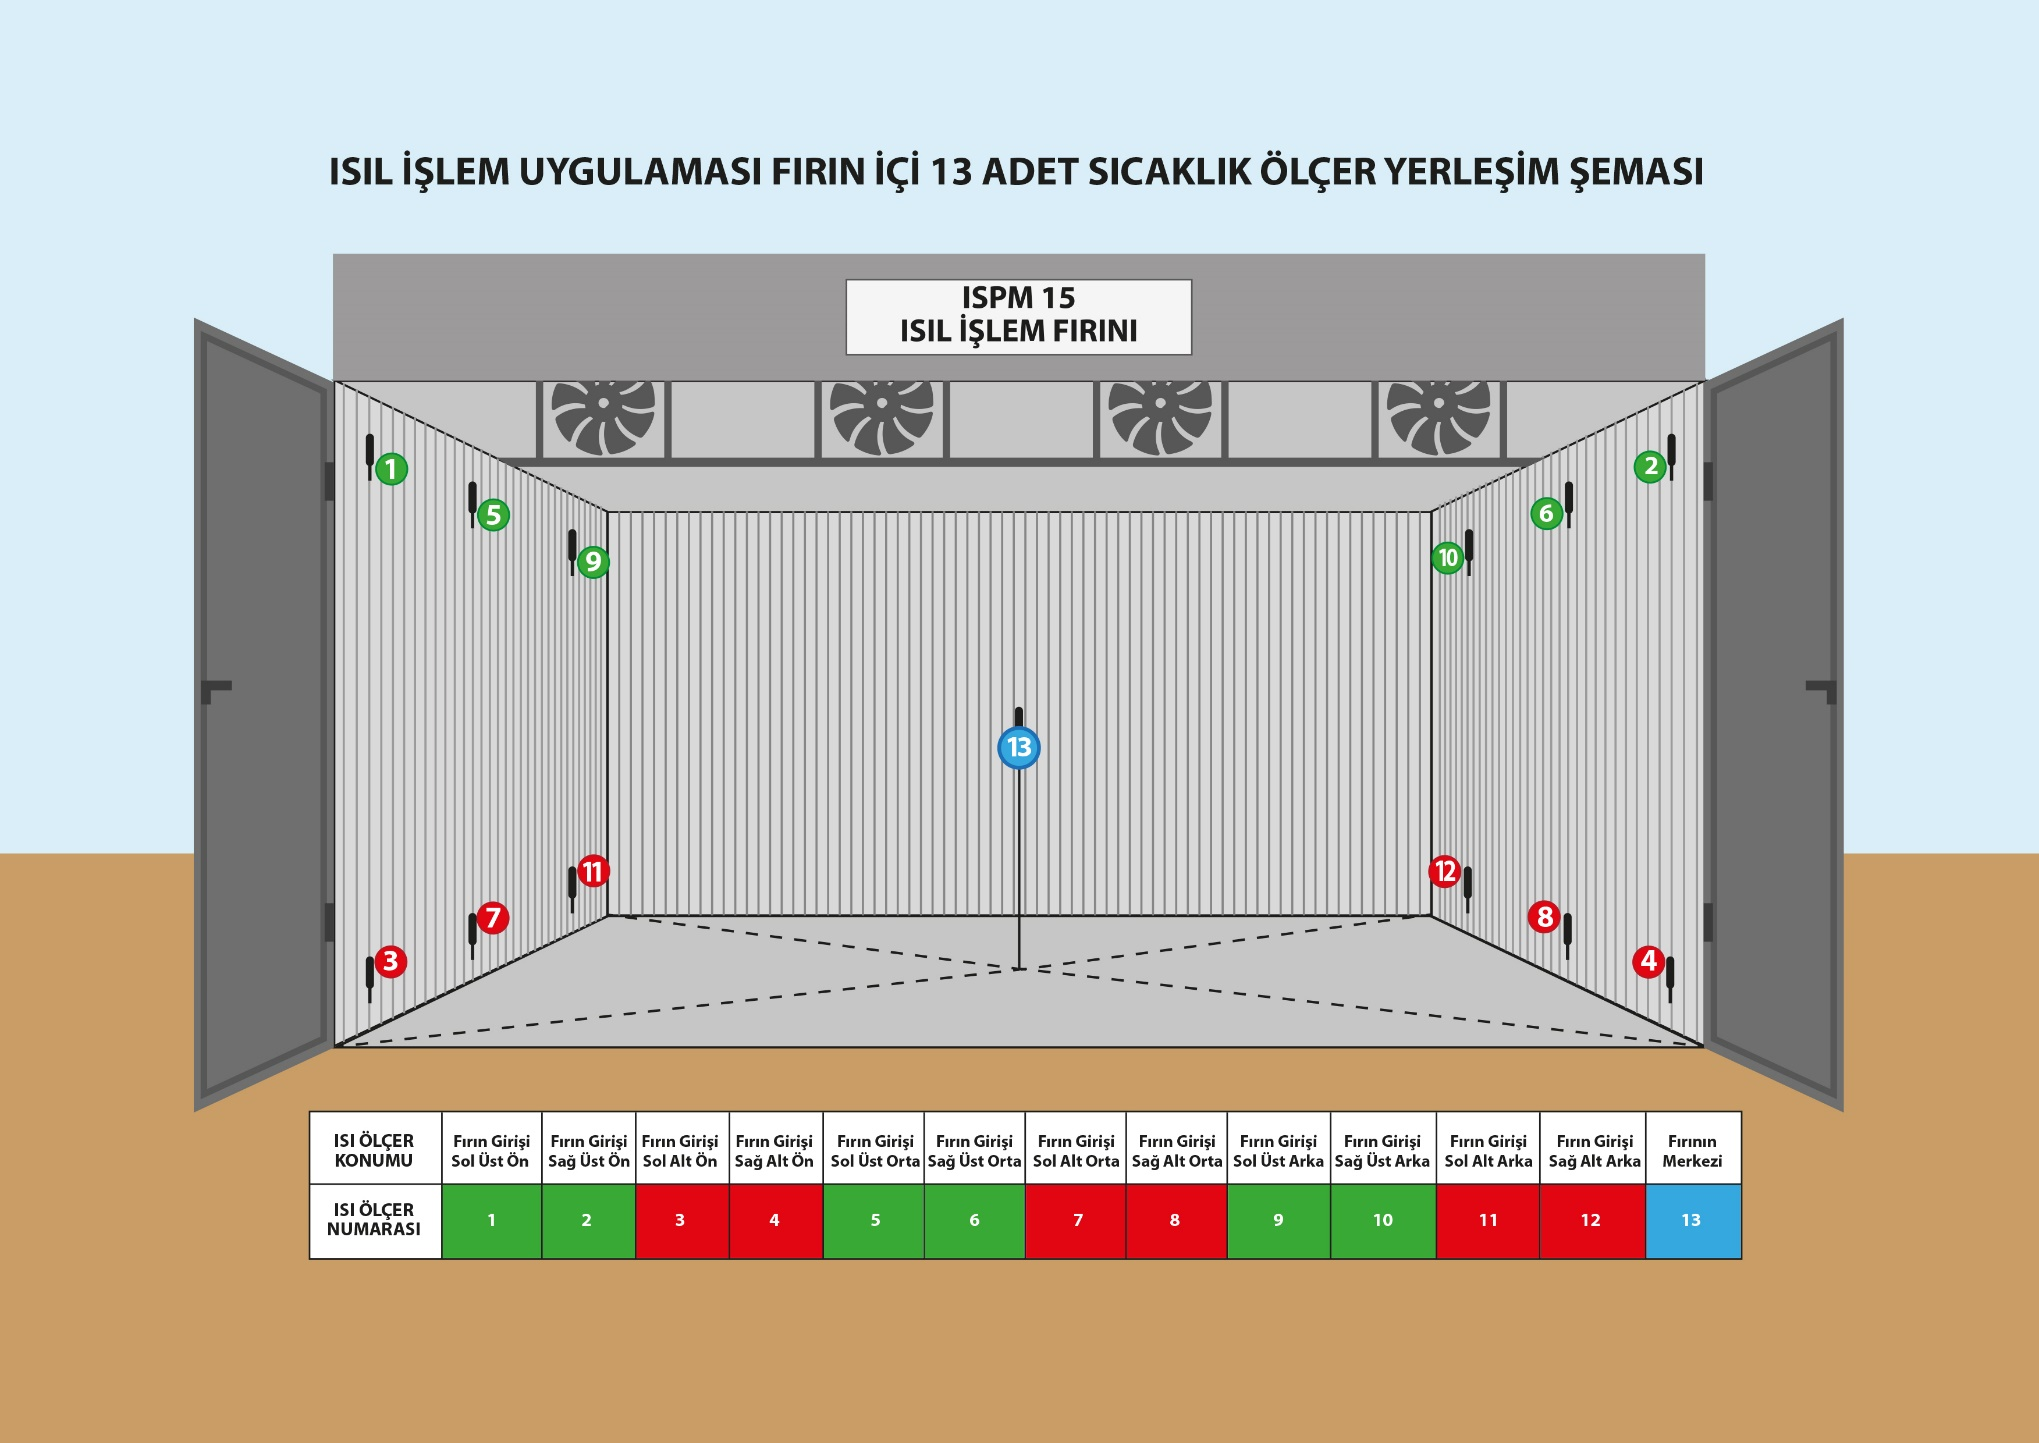 ISIL İŞLEM UYGULAMASI FIRIN İÇİ 13 ADET SICAKLIK ÖLÇER YERLEŞİM ŞEMASI
ISPM 15
ISIL İŞLEM FIRINI
1
2
5
6
9
10
13
11
12
7
8
3
4
ISI ÖLÇER KONUMU
Fırın Girişi Sol Üst Ön
Fırın Girişi Sağ Üst Ön
Fırın Girişi Sol Alt Ön
Fırın Girişi Sağ Alt Ön
Fırın Girişi Sol Üst Orta
Fırın Girişi Sağ Üst Orta
Fırın Girişi Sol Alt Orta
Fırın Girişi Sağ Alt Orta
Fırın Girişi Sol Üst Arka
Fırın Girişi Sağ Üst Arka
Fırın Girişi Sol Alt Arka
Fırın Girişi Sağ Alt Arka
Fırının Merkezi
ISI ÖLÇER NUMARASI
1
2
3
4
5
6
7
8
9
10
11
12
13